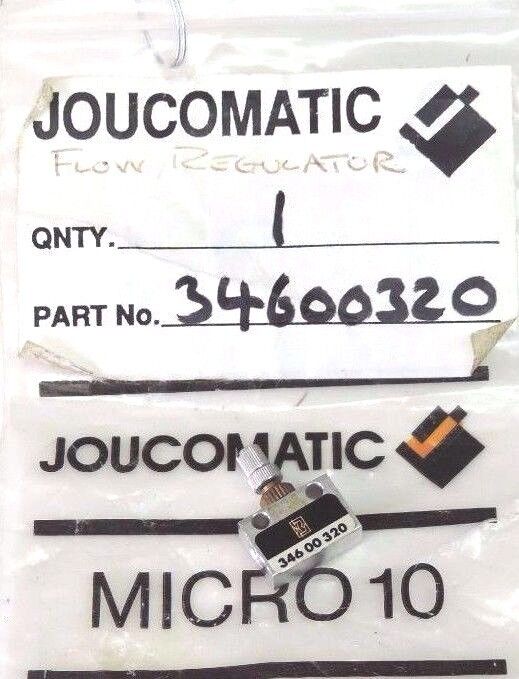 JOUCOMATIC
FLOW REGULATOR
QNTY. 1
PART No. 34600320
JOUCOMATIC
346 00 320
MICRO 10